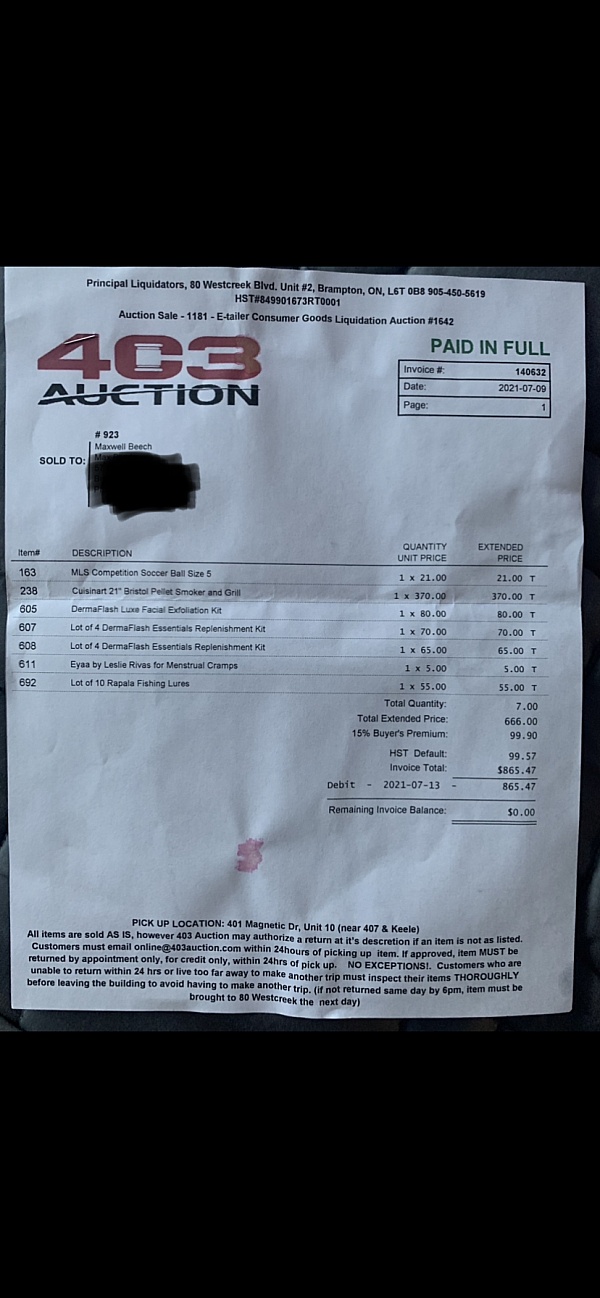 Principal Liquidators, 80 Westcreek Blvd. Unit #2, Brampton, ON, L6T 0B8 905-450-5619
HST#849901673RT0001
Auction Sale - 1181 - E-tailer Consumer Goods Liquidation Auction #1642
403
AUCTION
PAID IN FULL
Invoice #: 140632
Date: 2021-07-09
Page: 1
# 923
Maxwell Beech
SOLD TO:
Item# DESCRIPTION QUANTITY UNIT PRICE EXTENDED PRICE
163 MLS Competition Soccer Ball Size 5 1 x 21.00 21.00 T
238 Cuisinart 21" Bristol Pellet Smoker and Grill 1 x 370.00 370.00 T
605 DermaFlash Luxe Facial Exfoliation Kit 1 x 80.00 80.00 T
607 Lot of 4 DermaFlash Essentials Replenishment Kit 1 x 70.00 70.00 T
608 Lot of 4 DermaFlash Essentials Replenishment Kit 1 x 65.00 65.00 T
611 Eyaa by Leslie Rivas for Menstrual Cramps 1 x 5.00 5.00 T
692 Lot of 10 Rapala Fishing Lures 1 x 55.00 55.00 T
Total Quantity: 7.00
Total Extended Price: 666.00
15% Buyer's Premium: 99.90
HST Default: 99.57
Invoice Total: $865.47
Debit - 2021-07-13 - 865.47
Remaining Invoice Balance: $0.00
PICK UP LOCATION: 401 Magnetic Dr, Unit 10 (near 407 & Keele)
All items are sold AS IS, however 403 Auction may authorize a return at it's descretion if an item is not as listed.
Customers must email online@403auction.com within 24hours of picking up item. If approved, item MUST be
returned by appointment only, for credit only, within 24hrs of pick up. NO EXCEPTIONS!. Customers who are
unable to return within 24 hrs or live too far away to make another trip must inspect their items THOROUGHLY
before leaving the building to avoid having to make another trip. (if not returned same day by 6pm, item must be
brought to 80 Westcreek the next day)